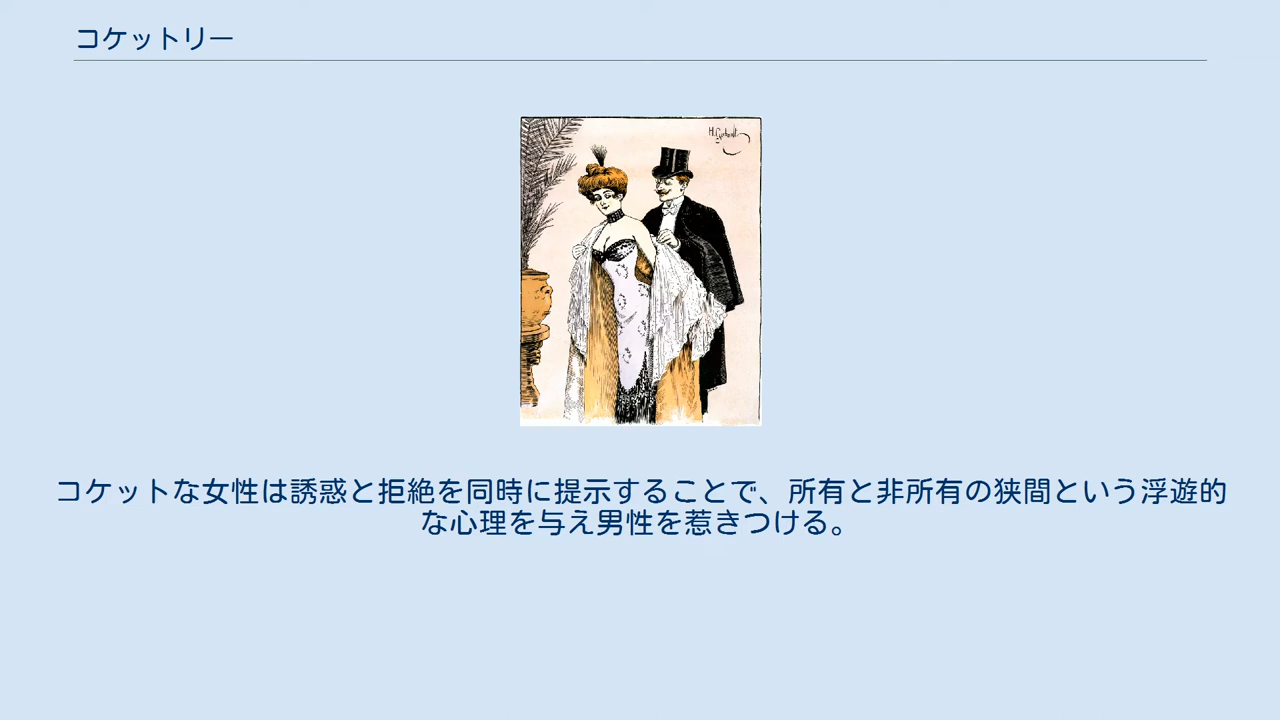 コケットリー
コケットな女性は誘惑と拒絶を同時に提示することで、所有と非所有の狭間という浮遊的
な心理を与え男性を惹きつける。